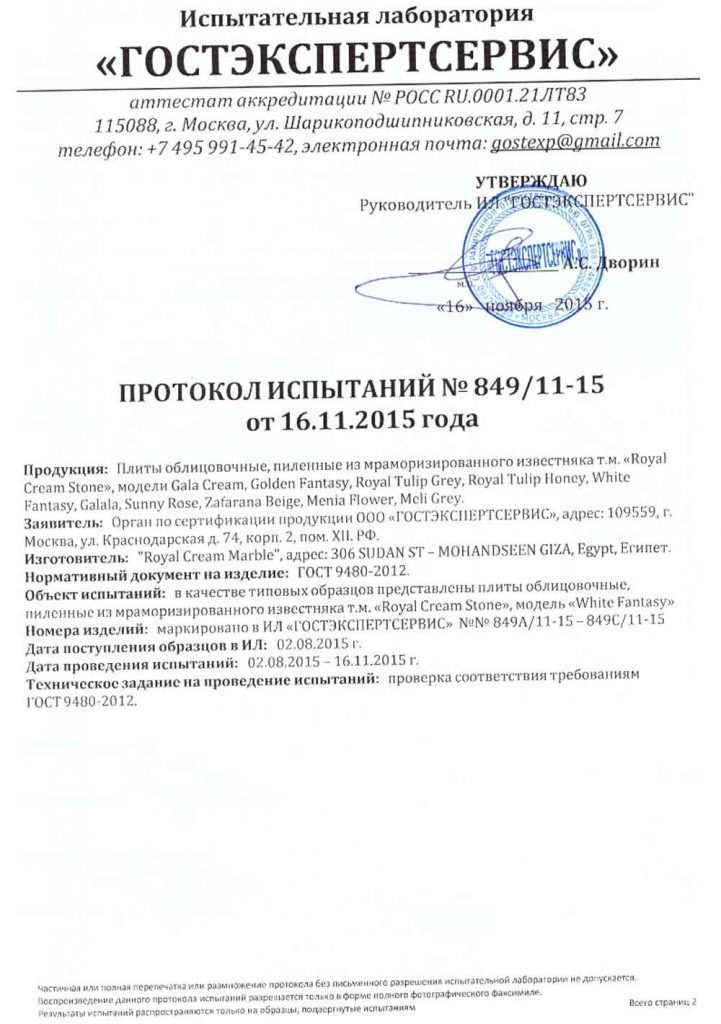 Испытательная лаборатория
«ГОСТЭКСПЕРТСЕРВИС»
аттестат аккредитации № РОСС RU.0001.21ЛТ83
115088, г. Москва, ул. Шарикоподшипниковская, д. 11, стр. 7
телефон: +7 495 991-45-42, электронная почта: gostexp@gmail.com
УТВЕРЖДАЮ
Руководитель ИЛ "ГОСТЭКСПЕРТСЕРВИС"
«ГОСТЭКСПЕРТСЕРВИС»
А.С. Дворин
м.п.
«16» ноября 2015 г.
МОСКВА
ПРОТОКОЛ ИСПЫТАНИЙ № 849/11-15
от 16.11.2015 года
Продукция: Плиты облицовочные, пиленные из мраморизированного известняка т.м. «Royal
Cream Stone», модели Gala Cream, Golden Fantasy, Royal Tulip Grey, Royal Tulip Honey, White
Fantasy, Galala, Sunny Rose, Zafarana Beige, Menia Flower, Meli Grey.
Заявитель: Орган по сертификации продукции ООО «ГОСТЭКСПЕРТСЕРВИС», адрес: 109559, г.
Москва, ул. Краснодарская д. 74, корп. 2, пом. XII. РФ.
Изготовитель: "Royal Cream Marble", адрес: 306 SUDAN ST – MOHANDSEEN GIZA, Egypt, Египет.
Нормативный документ на изделие: ГОСТ 9480-2012.
Объект испытаний: в качестве типовых образцов представлены плиты облицовочные,
пиленные из мраморизированного известняка т.м. «Royal Cream Stone», модель «White Fantasy»
Номера изделий: маркировано в ИЛ «ГОСТЭКСПЕРТСЕРВИС» №№ 849А/11-15 – 849С/11-15
Дата поступления образцов в ИЛ: 02.08.2015 г.
Дата проведения испытаний: 02.08.2015 – 16.11.2015 г.
Техническое задание на проведение испытаний: проверка соответствия требованиям
ГОСТ 9480-2012.
Частичная или полная перепечатка или размножение протокола без письменного разрешения испытательной лаборатории не допускается.
Воспроизведение данного протокола испытаний разрешается только в форме полного фотографического факсимиле.
Результаты испытаний распространяются только на образцы, подвергнутые испытаниям
Всего страниц 2